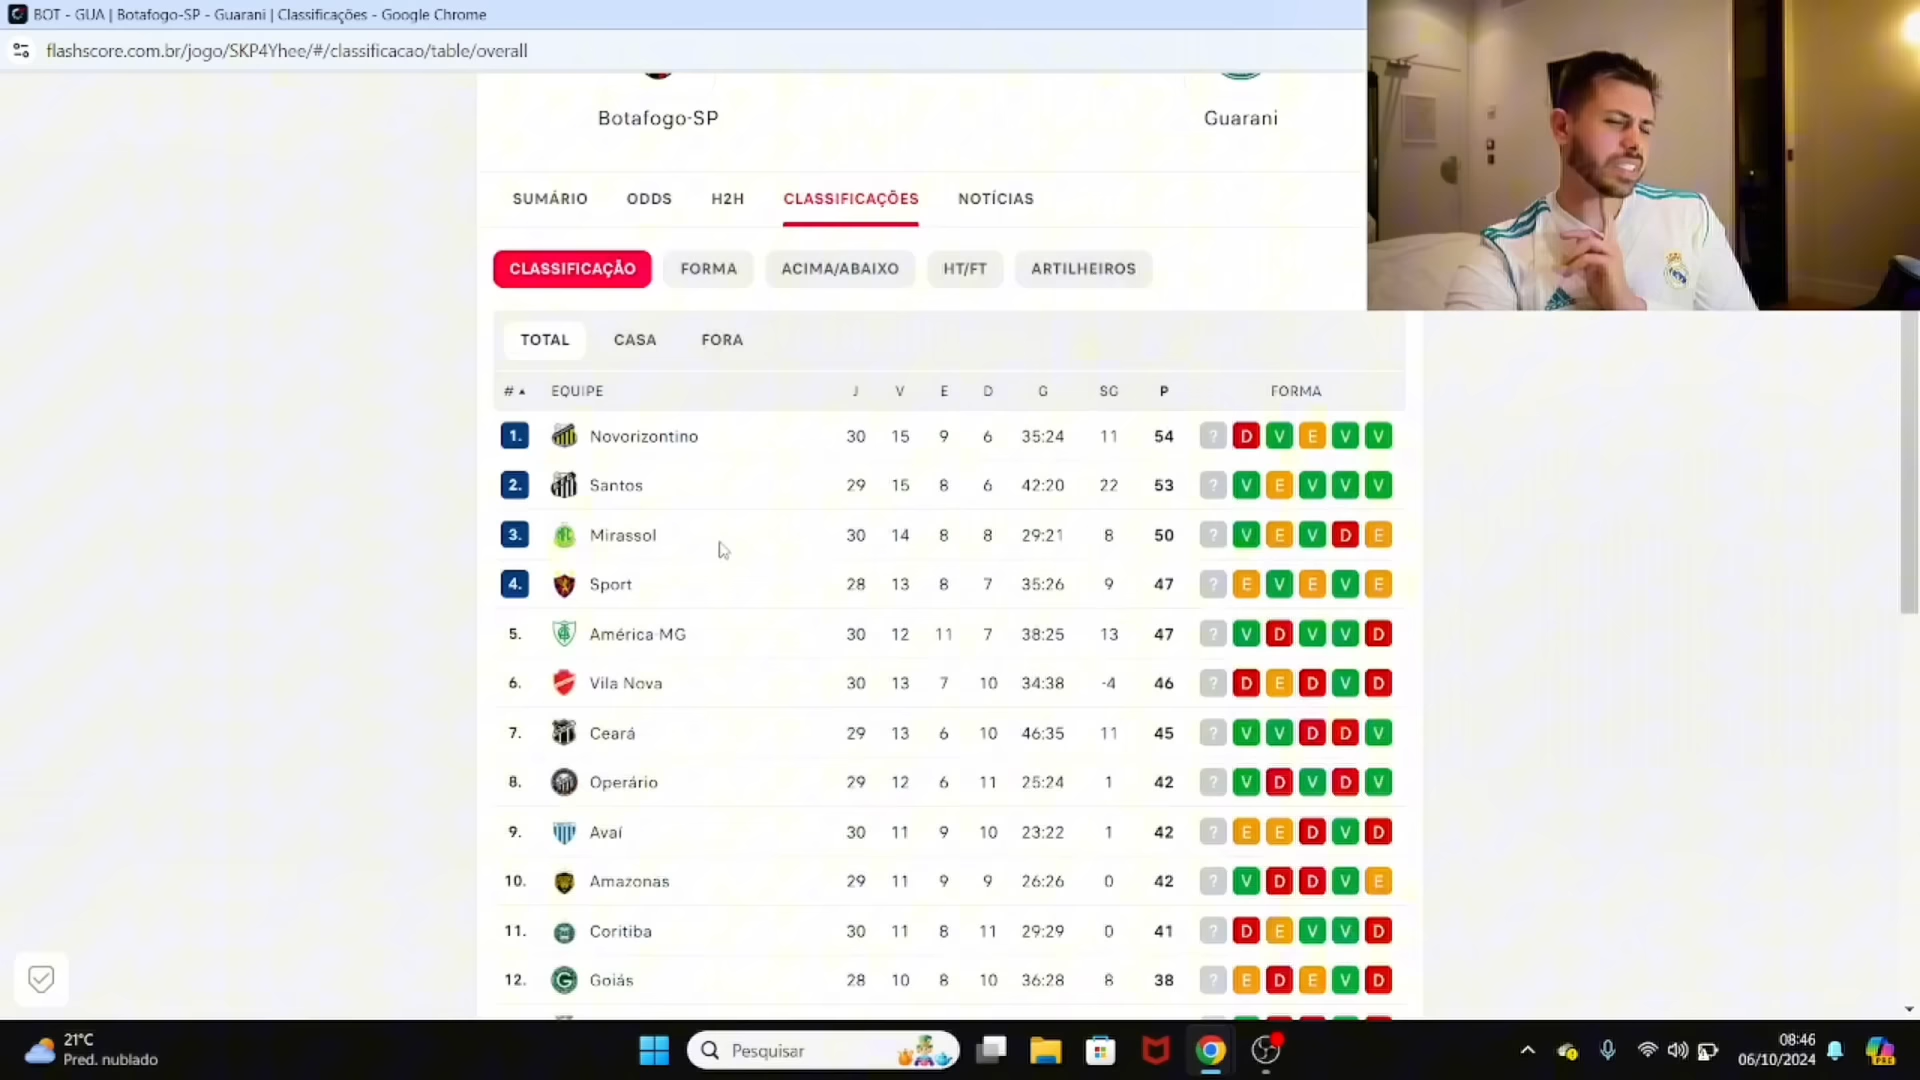 BOT - GUA | Botafogo-SP - Guarani | Classificações - Google Chrome
flashscore.com.br/jogo/SKP4Yhee/#/classificacao/table/overall
Botafogo-SP Guarani
SUMÁRIO ODDS H2H CLASSIFICAÇÕES NOTÍCIAS
CLASSIFICAÇÃO FORMA ACIMA/ABAIXO HT/FT ARTILHEIROS
TOTAL CASA FORA
# EQUIPE J V E D G SG P FORMA
1. Novorizontino 30 15 9 6 35:24 11 54 ? D V E V V
2. Santos 29 15 8 6 42:20 22 53 ? V E V V V
3. Mirassol 30 14 8 8 29:21 8 50 ? V E V D E
4. Sport 28 13 8 7 35:26 9 47 ? E V E V E
5. América MG 30 12 11 7 38:25 13 47 ? V D V V D
6. Vila Nova 30 13 7 10 34:38 -4 46 ? D E D V D
7. Ceará 29 13 6 10 46:35 11 45 ? V V D D V
8. Operário 29 12 6 11 25:24 1 42 ? V D V D V
9. Avaí 30 11 9 10 23:22 1 42 ? E E D V D
10. Amazonas 29 11 9 9 26:26 0 42 ? V D D V E
11. Coritiba 30 11 8 11 29:29 0 41 ? D E V V D
12. Goiás 28 10 8 10 36:28 8 38 ? E D E V D
21°C
Pred. nublado
Pesquisar
08:46
06/10/2024